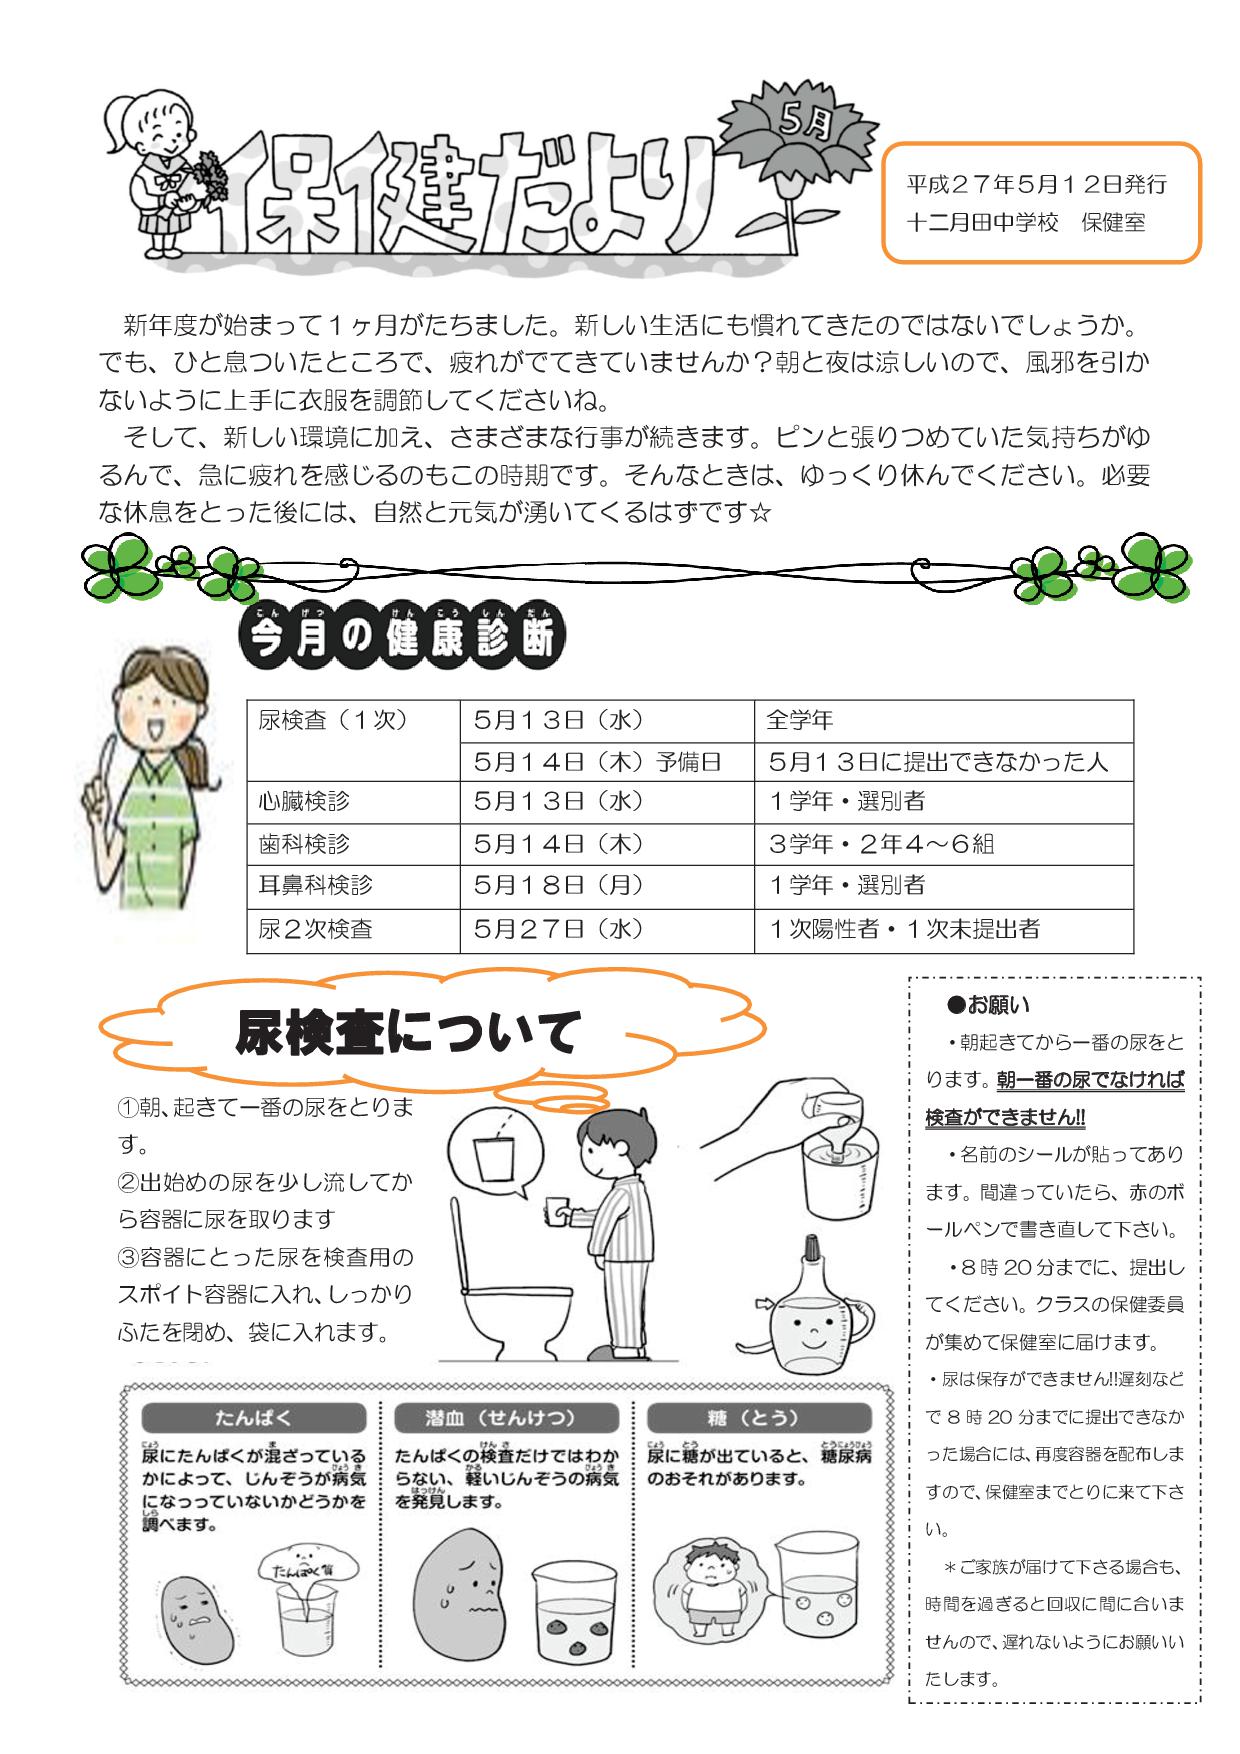 保健だより
5月
平成２７年５月１２日発行
十二月田中学校　保健室
新年度が始まって１ヶ月がたちました。新しい生活にも慣れてきたのではないでしょうか。
でも、ひと息ついたところで、疲れがでてきていませんか？朝と夜は涼しいので、風邪を引か
ないように上手に衣服を調節してくださいね。
そして、新しい環境に加え、さまざまな行事が続きます。ピンと張りつめていた気持ちがゆ
るんで、急に疲れを感じるのもこの時期です。そんなときは、ゆっくり休んでください。必要
な休息をとった後には、自然と元気が湧いてくるはずです☆
こん げつ けん こう しん だん
今月の健康診断
尿検査（１次） ５月１３日（水） 全学年
５月１４日（木）予備日 ５月１３日に提出できなかった人
心臓検診 ５月１３日（水） １学年・選別者
歯科検診 ５月１４日（木） ３学年・２年４～６組
耳鼻科検診 ５月１８日（月） １学年・選別者
尿２次検査 ５月２７日（水） １次陽性者・１次未提出者
尿検査について
①朝、起きて一番の尿をとりま
す。
②出始めの尿を少し流してか
ら容器に尿を取ります
③容器にとった尿を検査用の
スポイト容器に入れ、しっかり
ふたを閉め、袋に入れます。
たんぱく
尿にたんぱくが混ざっている
かによって、じんぞうが病気
になっっていないかどうかを
調べます。
たんぱく質
潜血（せんけつ）
たんぱくの検査だけではわか
らない、軽いじんぞうの病気
を発見します。
糖（とう）
尿に糖が出ていると、糖尿病
のおそれがあります。
●お願い
・朝起きてから一番の尿をと
ります。朝一番の尿でなければ
検査ができません!!
・名前のシールが貼ってあり
ます。間違っていたら、赤のボ
ールペンで書き直して下さい。
・８時20分までに、提出し
てください。クラスの保健委員
が集めて保健室に届けます。
・尿は保存ができません!!遅刻など
で８時20分までに提出できなか
った場合には、再度容器を配布しま
すので、保健室までとりに来て下さ
い。
＊ご家族が届けて下さる場合も、
時間を過ぎると回収に間に合いま
せんので、遅れないようにお願いい
たします。